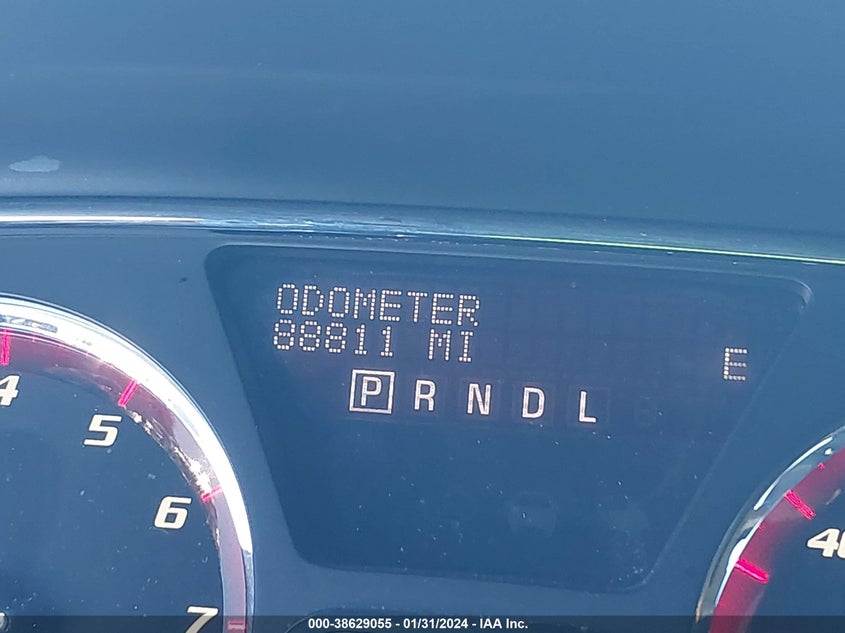 ODOMETER
88811 MI
E
P R N D L
4
5
6
7
40
000-38629055 - 01/31/2024 - IAA Inc.